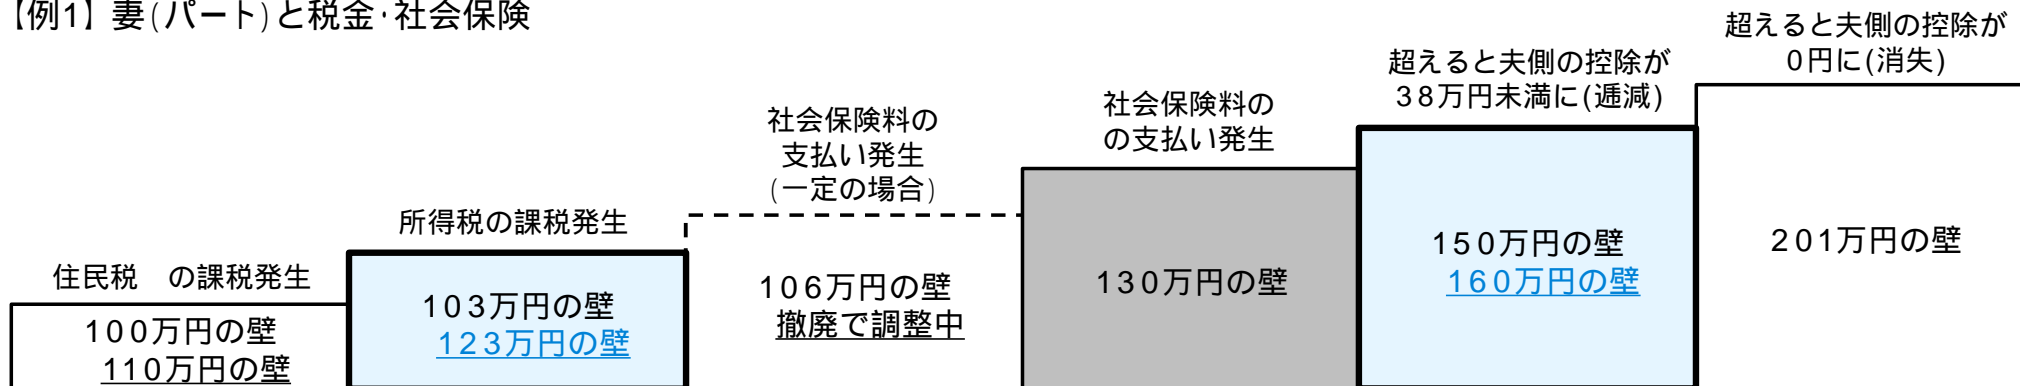 【例1】妻(パート)と税金･社会保険
住民税　の課税発生
100万円の壁
110万円の壁
所得税の課税発生
103万円の壁
123万円の壁
社会保険料の
支払い発生
(一定の場合)
106万円の壁
撤廃で調整中
社会保険料の
の支払い発生
130万円の壁
超えると夫側の控除が
38万円未満に(逓減)
150万円の壁
160万円の壁
超えると夫側の控除が
0円に(消失)
201万円の壁